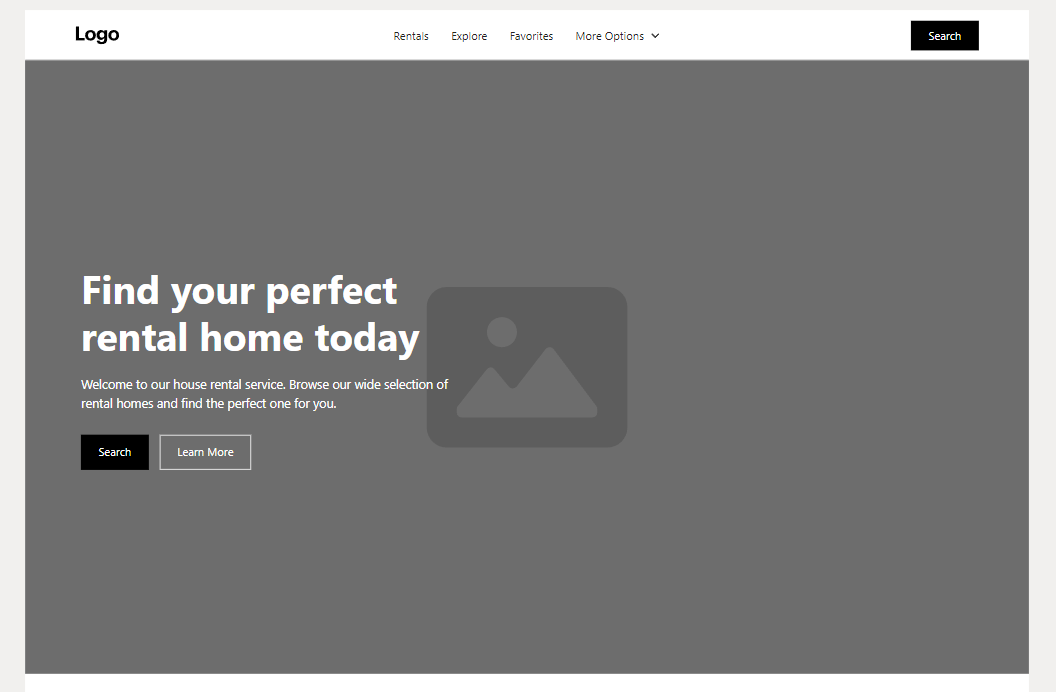 Logo
Rentals
Explore
Favorites
More Options
Search
Find your perfect
rental home today
Welcome to our house rental service. Browse our wide selection of
rental homes and find the perfect one for you.
Search
Learn More